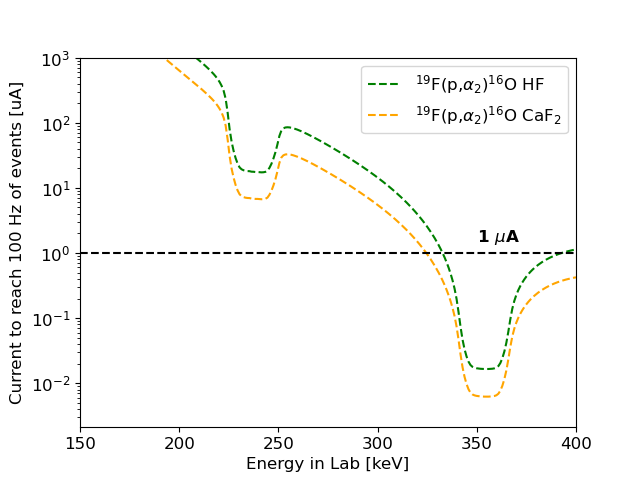 10³
10²
10¹
10⁰
10⁻¹
10⁻²
Current to reach 100 Hz of events [uA]
¹⁹F(p,α₂)¹⁶O HF
¹⁹F(p,α₂)¹⁶O CaF₂
1 μA
150 200 250 300 350 400
Energy in Lab [keV]